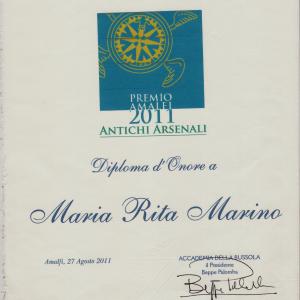 PREMIO
AMALFI
2011
ANTICHI ARSENALI
Diploma d'Onore a
Maria Rita Marino
Amalfi, 27 Agosto 2011
ACCADEMIA DELLA BUSSOLA
il Presidente
Beppe Palomba